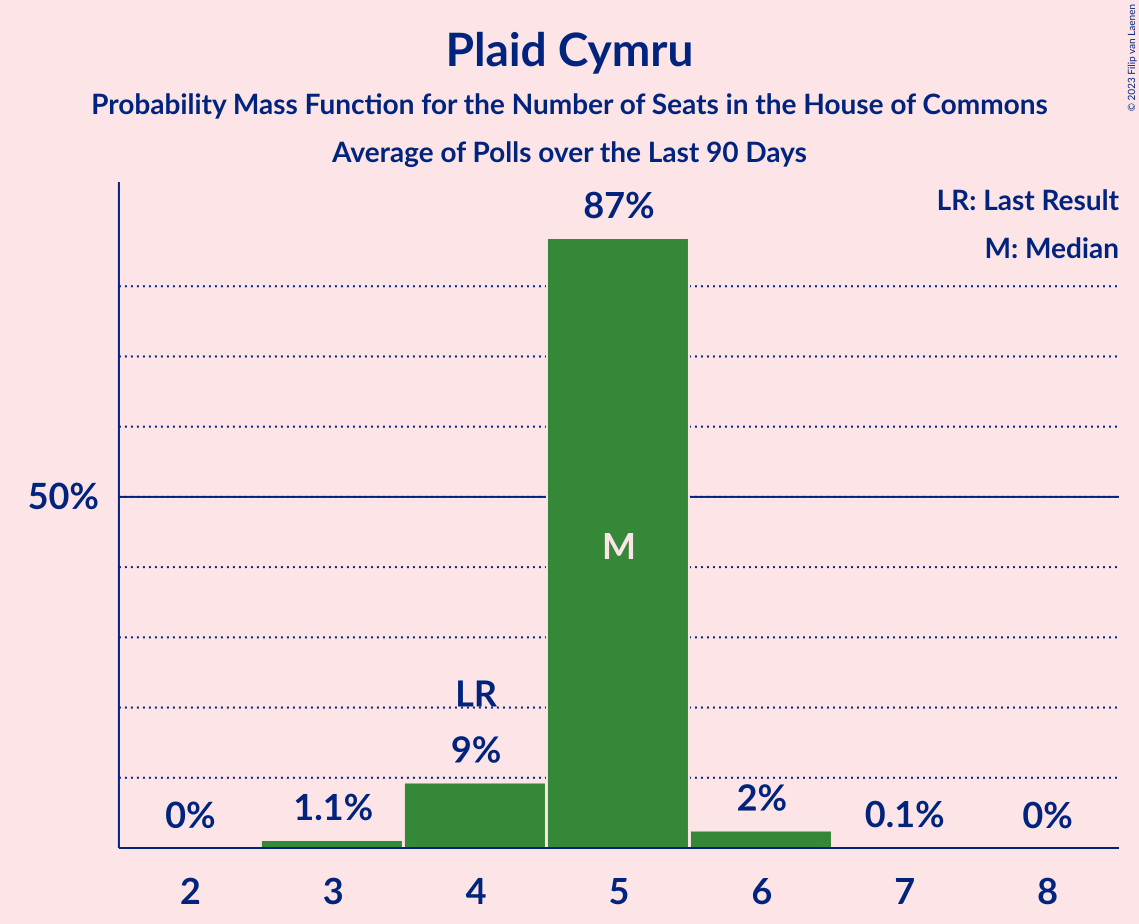 Plaid Cymru
Probability Mass Function for the Number of Seats in the House of Commons
Average of Polls over the Last 90 Days
© 2023 Filip van Laenen
LR: Last Result
M: Median
87%
50%
M
LR
9%
0%
1.1%
2%
0.1%
0%
2 3 4 5 6 7 8